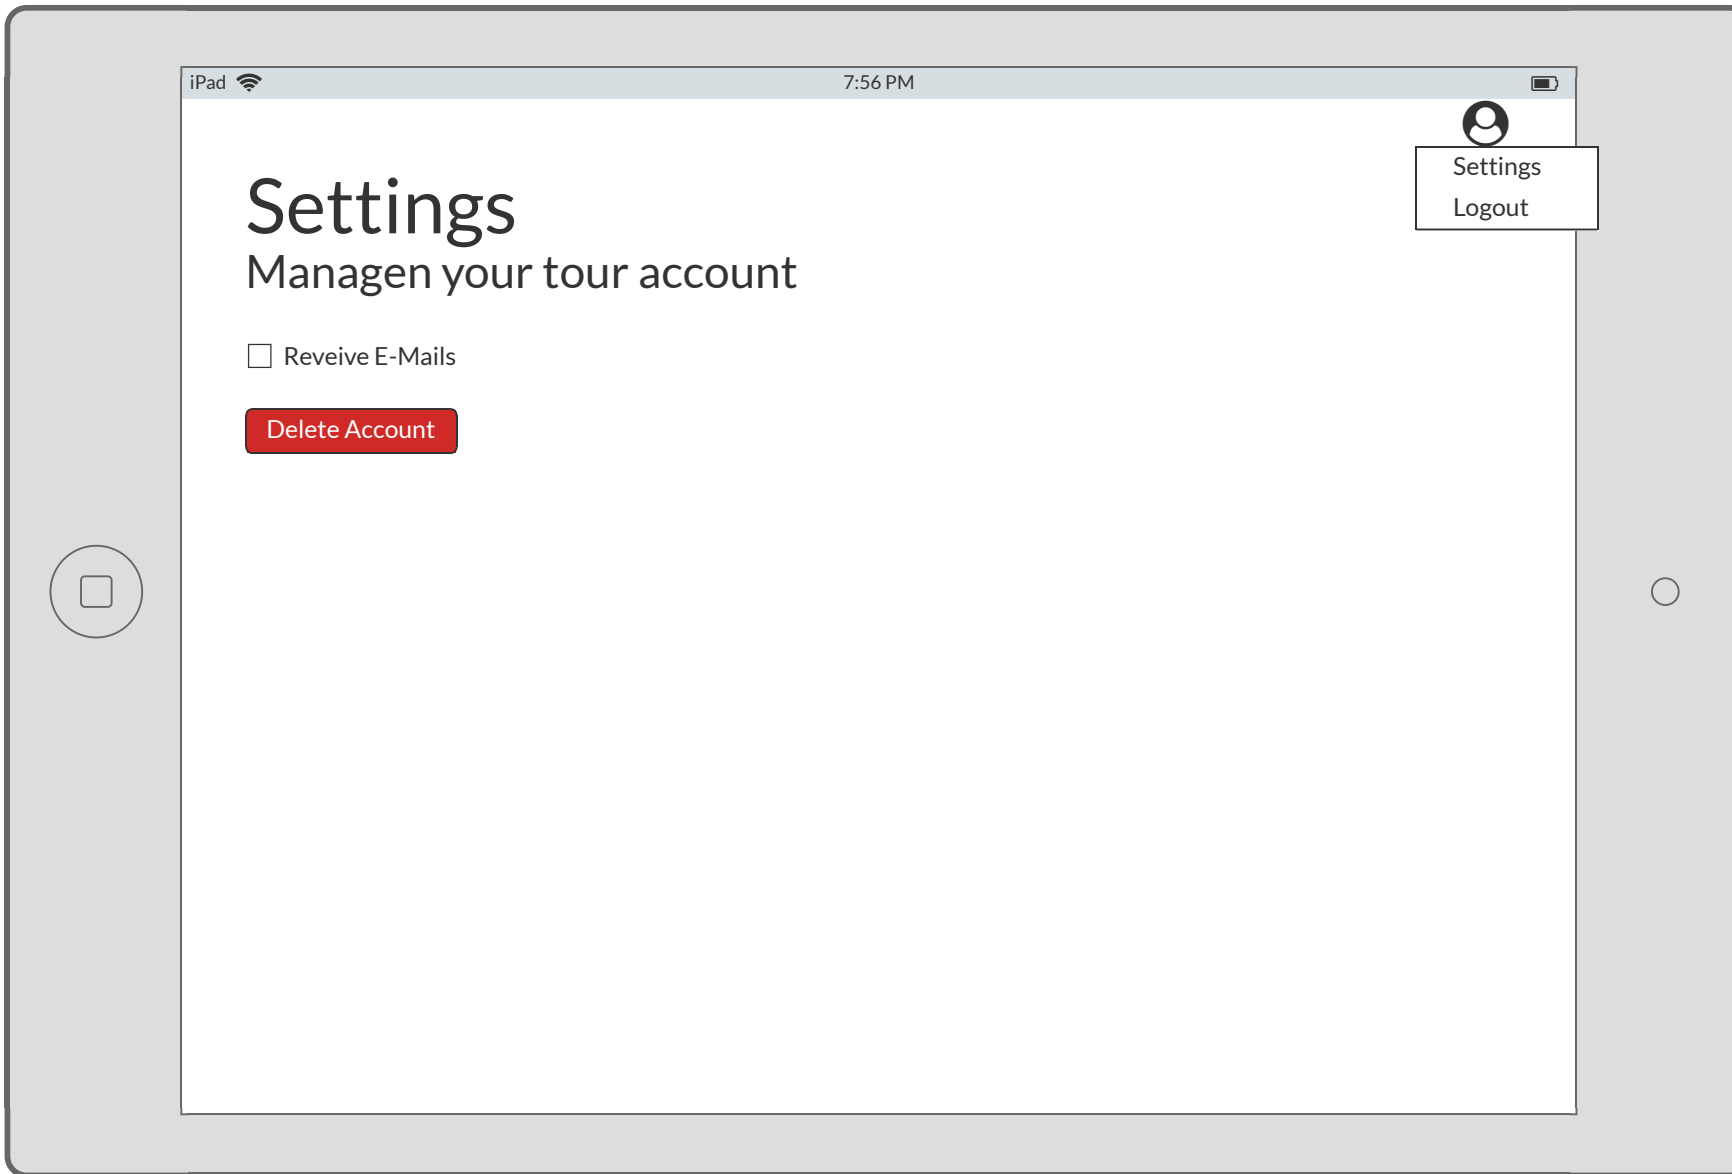 iPad
7:56 PM
Settings
Logout
Settings
Managen your tour account
Reveive E-Mails
Delete Account